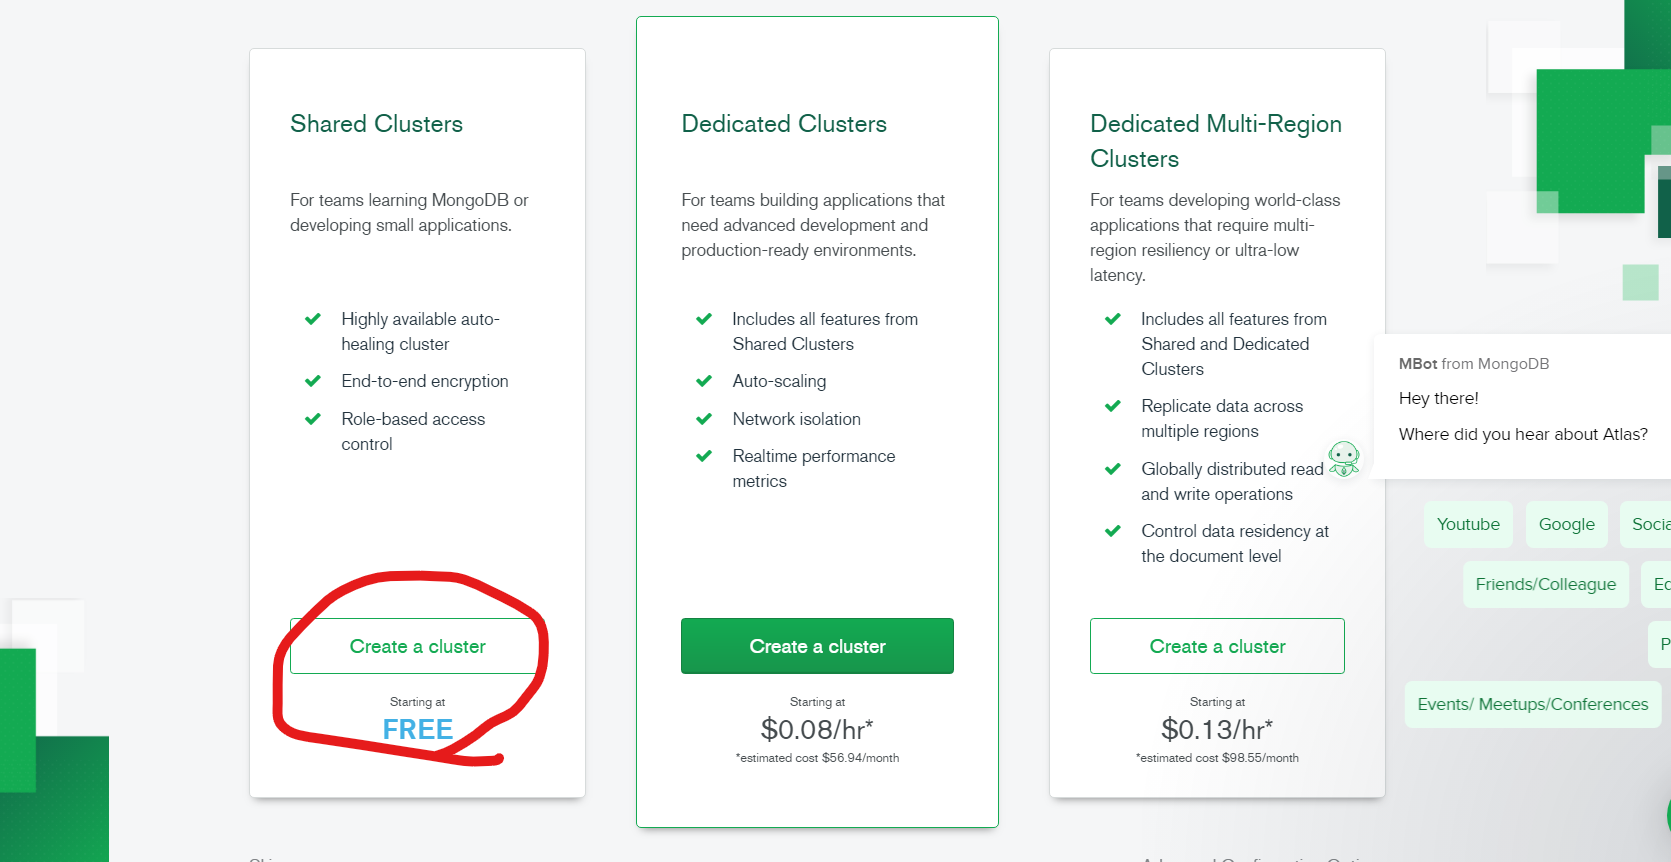 Shared Clusters
For teams learning MongoDB or
developing small applications.
Highly available auto-
healing cluster
End-to-end encryption
Role-based access
control
Create a cluster
Starting at
FREE
Dedicated Clusters
For teams building applications that
need advanced development and
production-ready environments.
Includes all features from
Shared Clusters
Auto-scaling
Network isolation
Realtime performance
metrics
Create a cluster
Starting at
$0.08/hr*
*estimated cost $56.94/month
Dedicated Multi-Region
Clusters
For teams developing world-class
applications that require multi-
region resiliency or ultra-low
latency.
Includes all features from
Shared and Dedicated
Clusters
Replicate data across
multiple regions
Globally distributed read
and write operations
Control data residency at
the document level
Create a cluster
Starting at
$0.13/hr*
*estimated cost $98.55/month
MBot from MongoDB
Hey there!
Where did you hear about Atlas?
Youtube
Google
Friends/Colleague
Events/ Meetups/Conferences